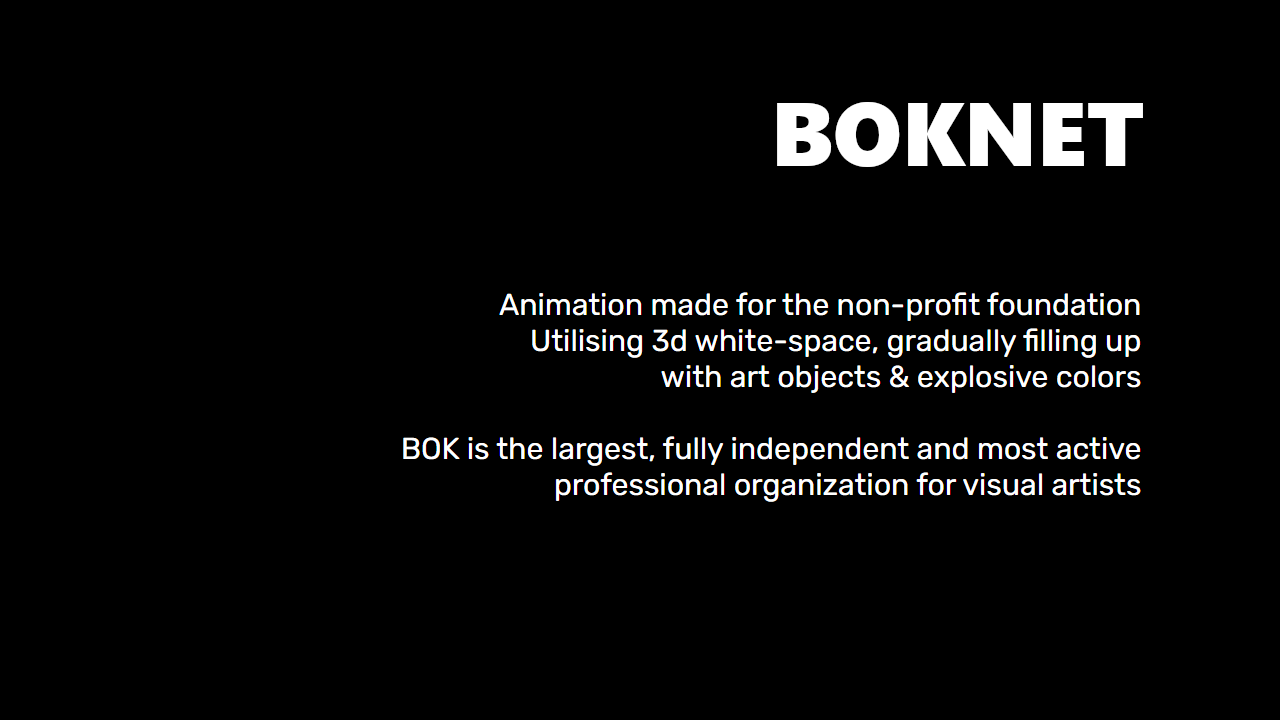 BOKNET
Animation made for the non-profit foundation
Utilising 3d white-space, gradually filling up
with art objects & explosive colors
BOK is the largest, fully independent and most active
professional organization for visual artists